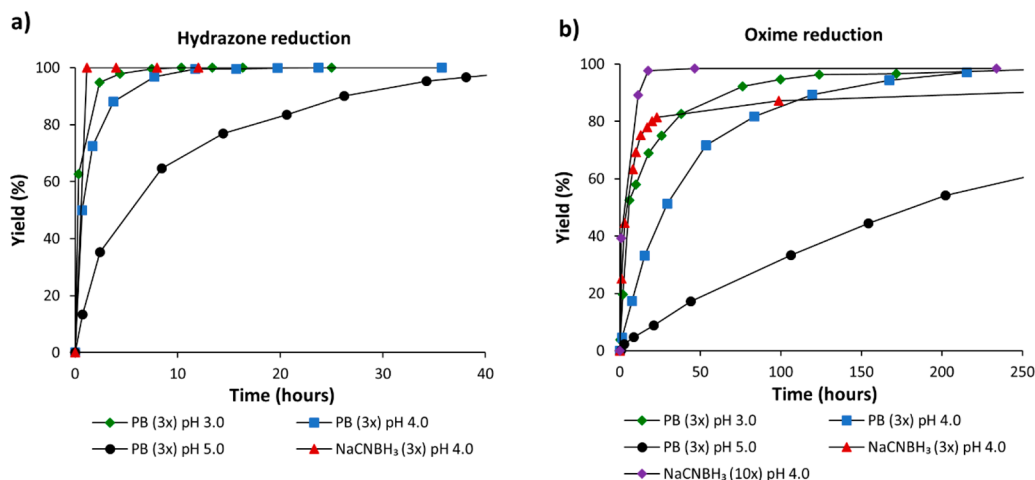 a)
Hydrazone reduction
100
80
60
40
20
0
Yield (%)
0 10 20 30 40
Time (hours)
PB (3x) pH 3.0 PB (3x) pH 4.0
PB (3x) pH 5.0 NaCNBH₃ (3x) pH 4.0
b)
Oxime reduction
100
80
60
40
20
0
Yield (%)
0 50 100 150 200 250
Time (hours)
PB (3x) pH 3.0 PB (3x) pH 4.0
PB (3x) pH 5.0 NaCNBH₃ (3x) pH 4.0
NaCNBH₃ (10x) pH 4.0